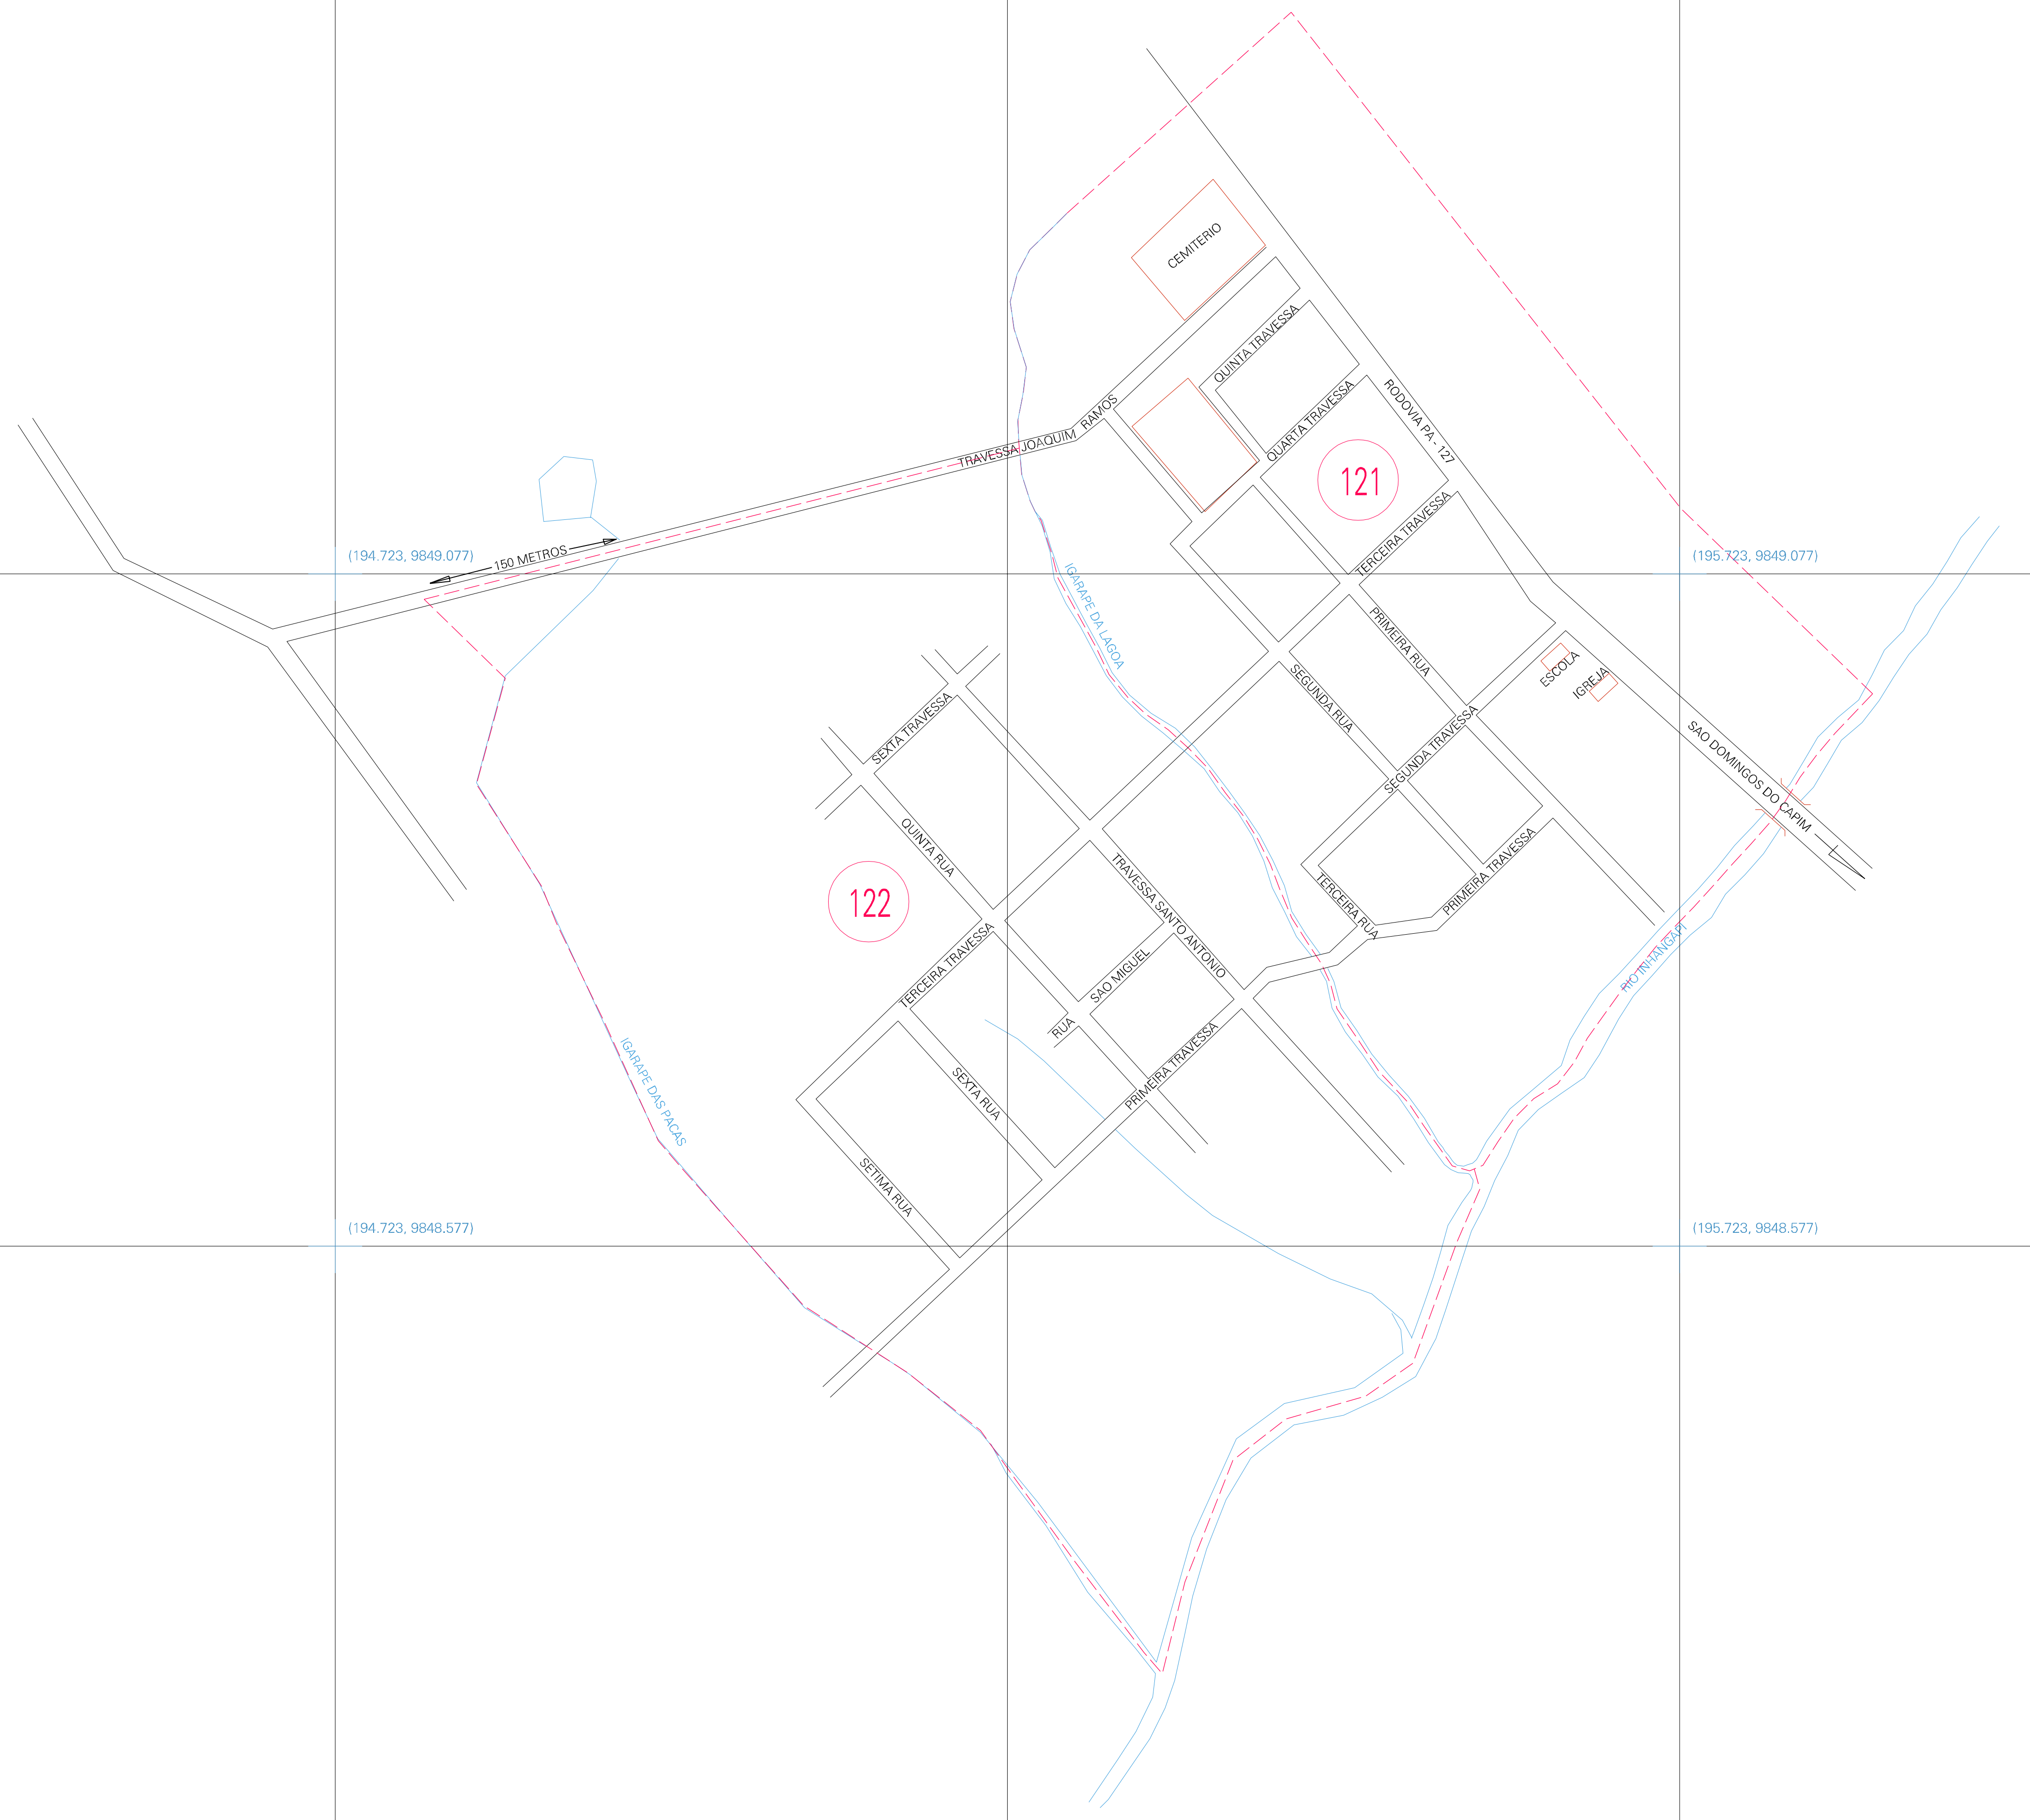 CEMITERIO
QUINTA TRAVESSA
QUARTA TRAVESSA
RODOVIA PA - 127
TRAVESSA JOAQUIM RAMOS
121
TERCEIRA TRAVESSA
150 METROS
(194.723, 9849.077)
(195.723, 9849.077)
IGARAPE DA LAGOA
PRIMEIRA RUA
SEGUNDA RUA
ESCOLA
IGREJA
SEGUNDA TRAVESSA
SAO DOMINGOS DO CAPIM
SEXTA TRAVESSA
QUINTA RUA
122
TRAVESSA SANTO ANTONIO
TERCEIRA RUA
PRIMEIRA TRAVESSA
TERCEIRA TRAVESSA
RUA SAO MIGUEL
RIO INHANGAPI
IGARAPE DAS PACAS
SEXTA RUA
PRIMEIRA TRAVESSA
SETIMA RUA
(194.723, 9848.577)
(195.723, 9848.577)